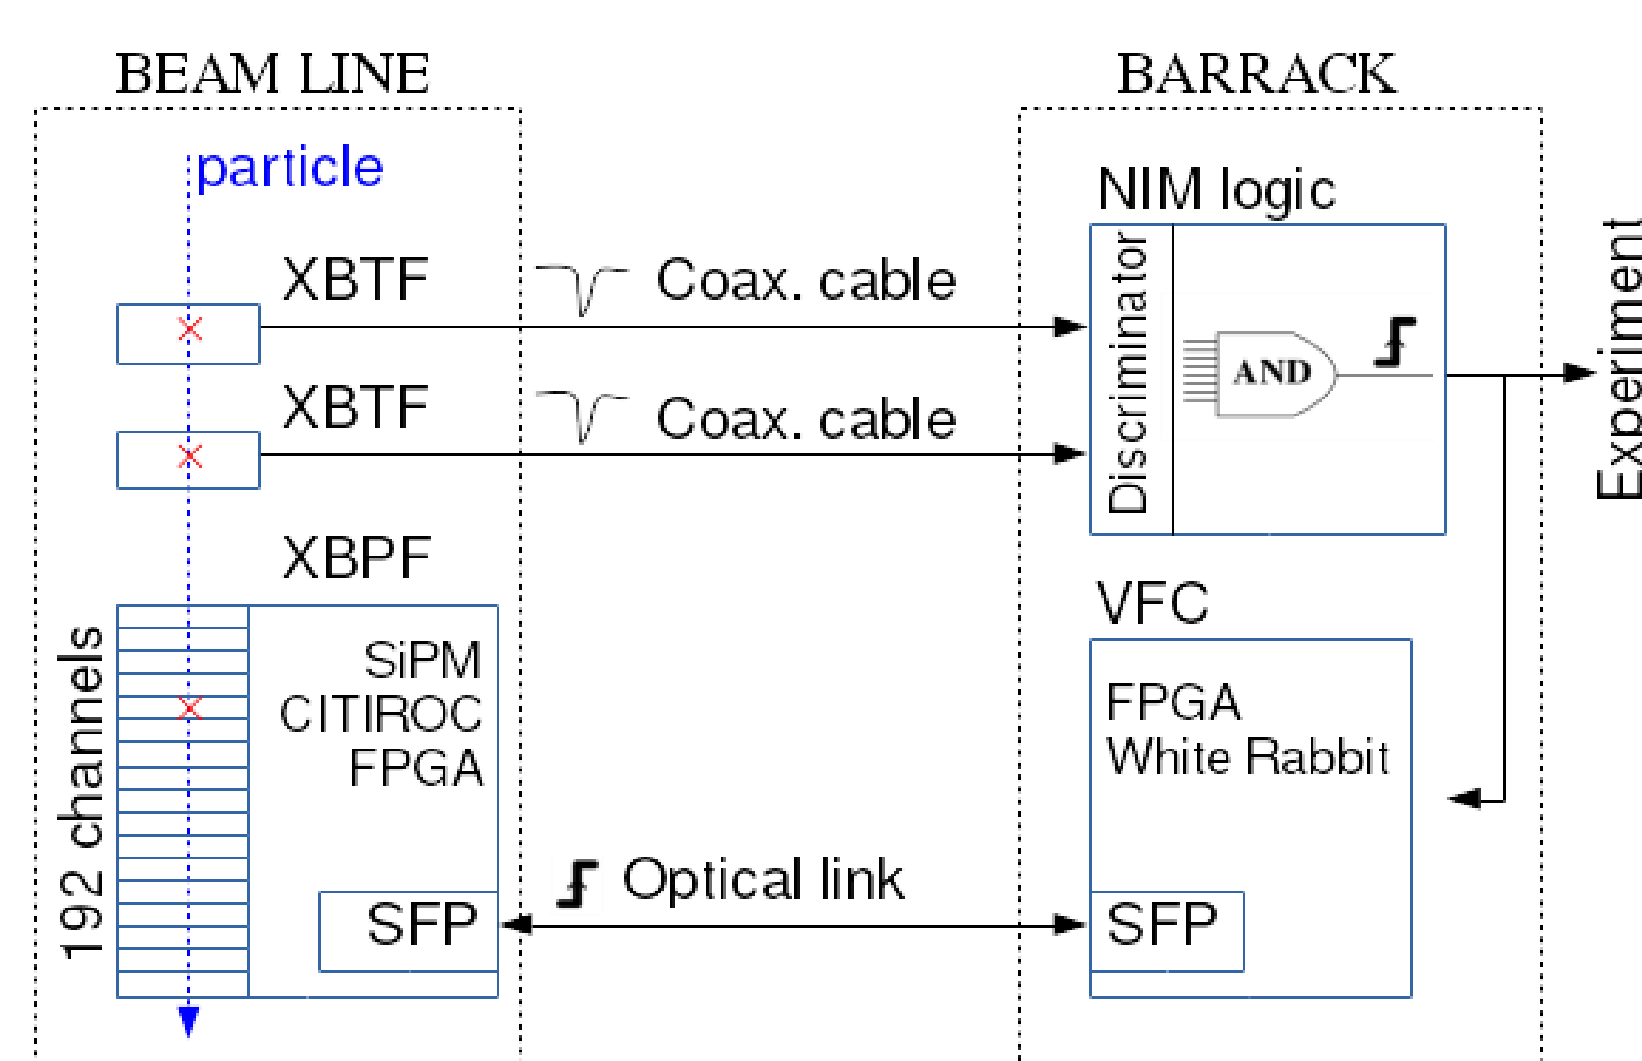 BEAM LINE
BARRACK
particle
NIM logic
XBTF
Coax. cable
XBTF
Coax. cable
Discriminator
AND
Experiment
XBPF
VFC
192 channels
SiPM
CITIROC
FPGA
FPGA
White Rabbit
Optical link
SFP
SFP